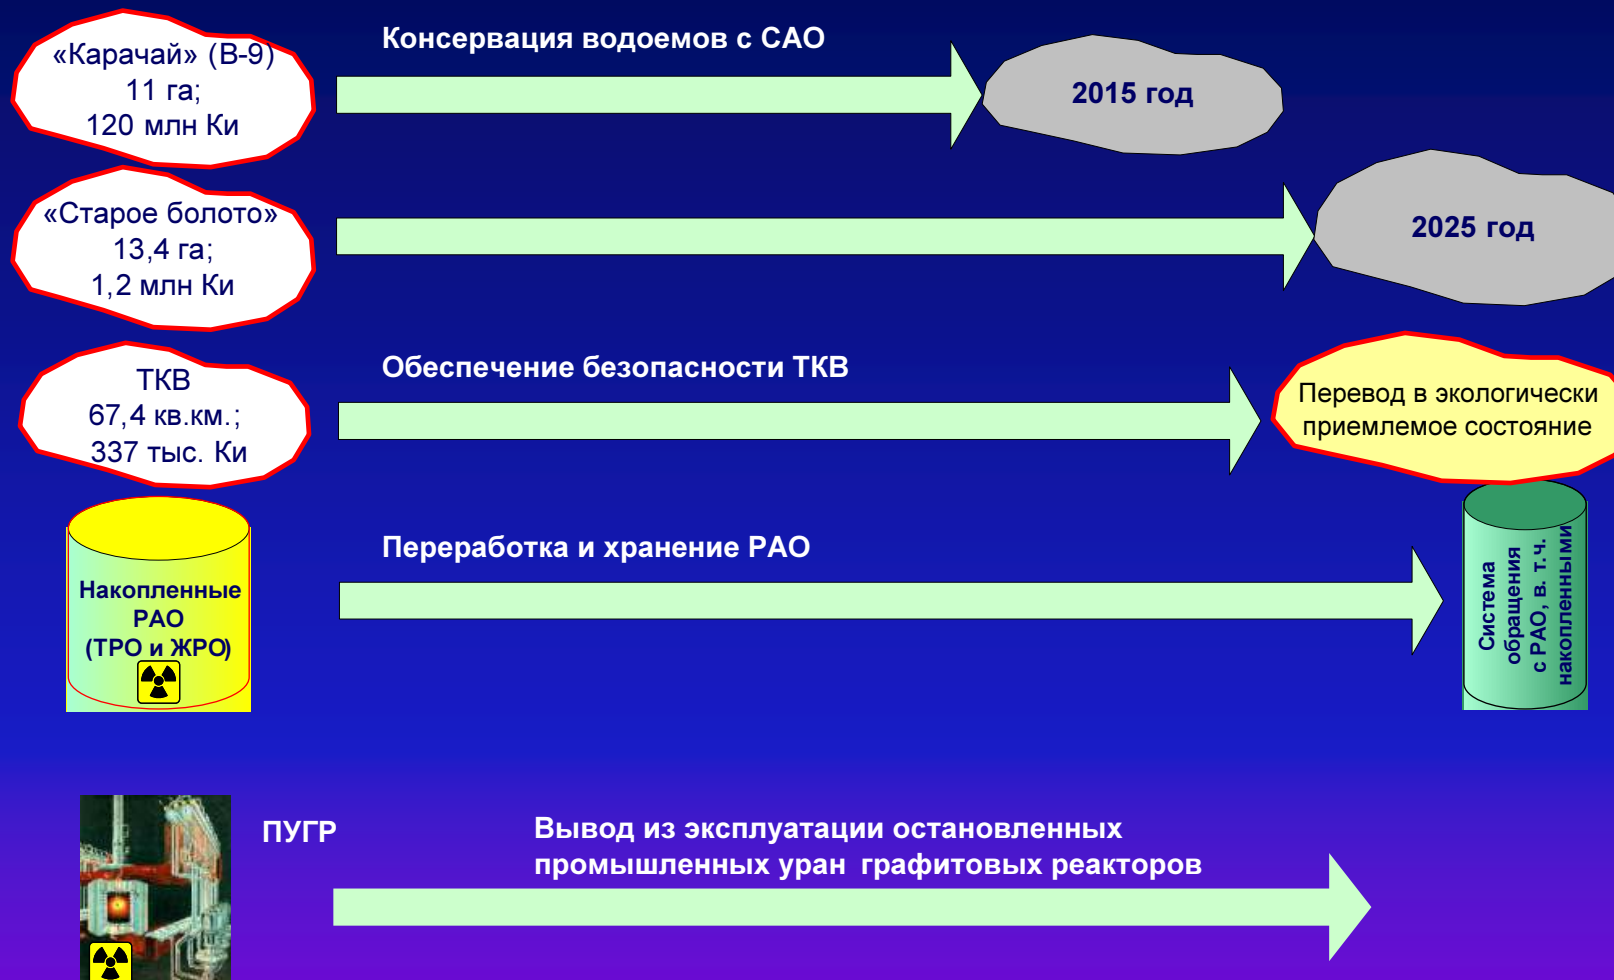 «Карачай» (В-9)
11 га;
120 млн Ки
Консервация водоемов с САО
2015 год
«Старое болото»
13,4 га;
1,2 млн Ки
2025 год
ТКВ
67,4 кв.км.;
337 тыс. Ки
Обеспечение безопасности ТКВ
Перевод в экологически
приемлемое состояние
Накопленные
РАО
(ТРО и ЖРО)
Переработка и хранение РАО
Система
обращения
с РАО, в. т.ч.
накопленными
ПУГР
Вывод из эксплуатации остановленных
промышленных уран графитовых реакторов